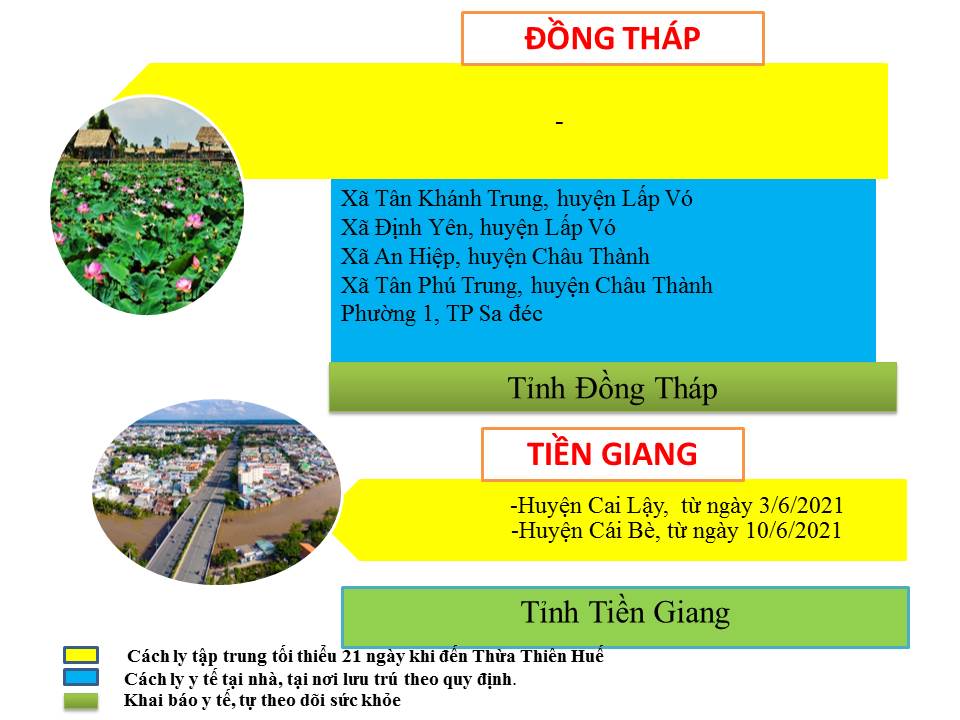 ĐỒNG THÁP
-
Xã Tân Khánh Trung, huyện Lấp Vó
Xã Định Yên, huyện Lấp Vó
Xã An Hiệp, huyện Châu Thành
Xã Tân Phú Trung, huyện Châu Thành
Phường 1, TP Sa đéc
Tỉnh Đồng Tháp
TIỀN GIANG
-Huyện Cai Lậy, từ ngày 3/6/2021
-Huyện Cái Bè, từ ngày 10/6/2021
Tỉnh Tiền Giang
Cách ly tập trung tối thiểu 21 ngày khi đến Thừa Thiên Huế
Cách ly y tế tại nhà, tại nơi lưu trú theo quy định.
Khai báo y tế, tự theo dõi sức khỏe